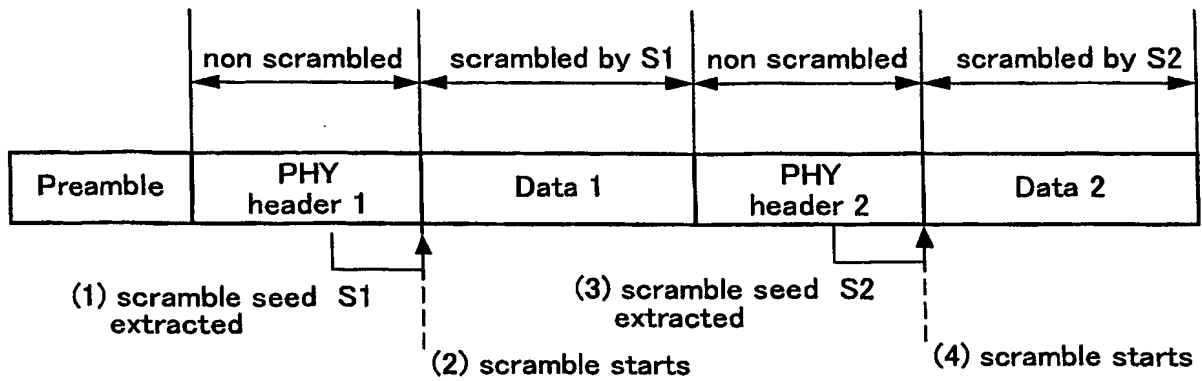 non scrambled
scrambled by S1
non scrambled
scrambled by S2
Preamble
PHY
header 1
Data 1
PHY
header 2
Data 2
(1) scramble seed S1
extracted
(2) scramble starts
(3) scramble seed S2
extracted
(4) scramble starts